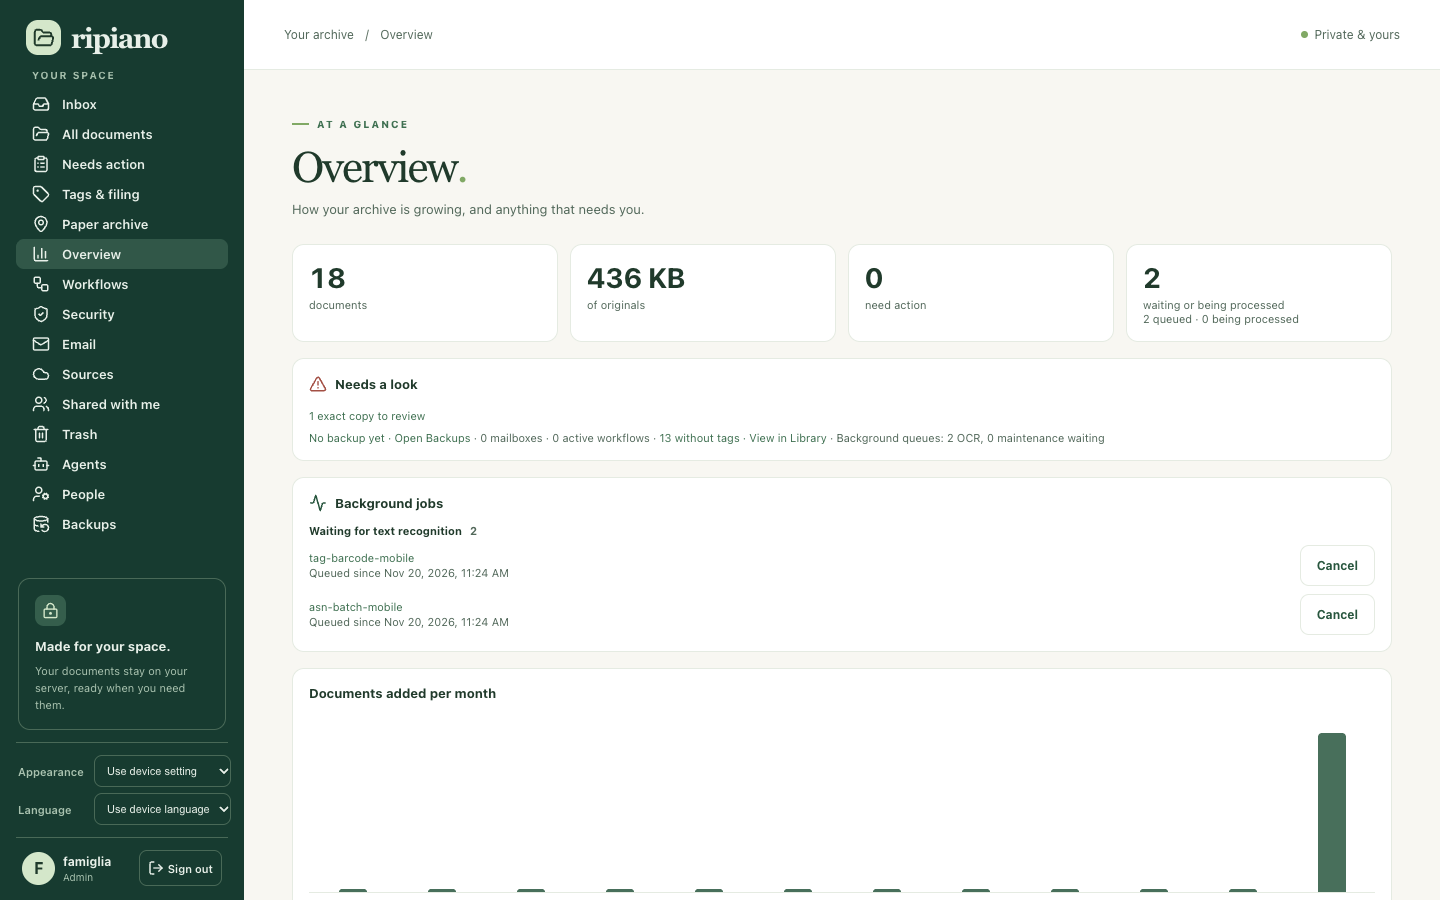 ripiano
YOUR SPACE
Inbox
All documents
Needs action
Tags & filing
Paper archive
Overview
Workflows
Security
Email
Sources
Shared with me
Trash
Agents
People
Backups
Made for your space.
Your documents stay on your
server, ready when you need
them.
Appearance Use device setting
Language Use device language
F famiglia
Admin
Sign out
Your archive / Overview
Private & yours
AT A GLANCE
Overview.
How your archive is growing, and anything that needs you.
18
documents
436 KB
of originals
0
need action
2
waiting or being processed
2 queued · 0 being processed
Needs a look
1 exact copy to review
No backup yet · Open Backups · 0 mailboxes · 0 active workflows · 13 without tags · View in Library · Background queues: 2 OCR, 0 maintenance waiting
Background jobs
Waiting for text recognition 2
tag-barcode-mobile
Queued since Nov 20, 2026, 11:24 AM
Cancel
asn-batch-mobile
Queued since Nov 20, 2026, 11:24 AM
Cancel
Documents added per month